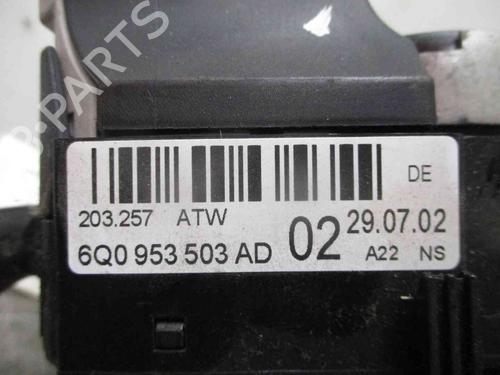 B-PARTS
DE
203.257 ATW
29.07.02
6Q0 953 503 AD 02
A22 NS